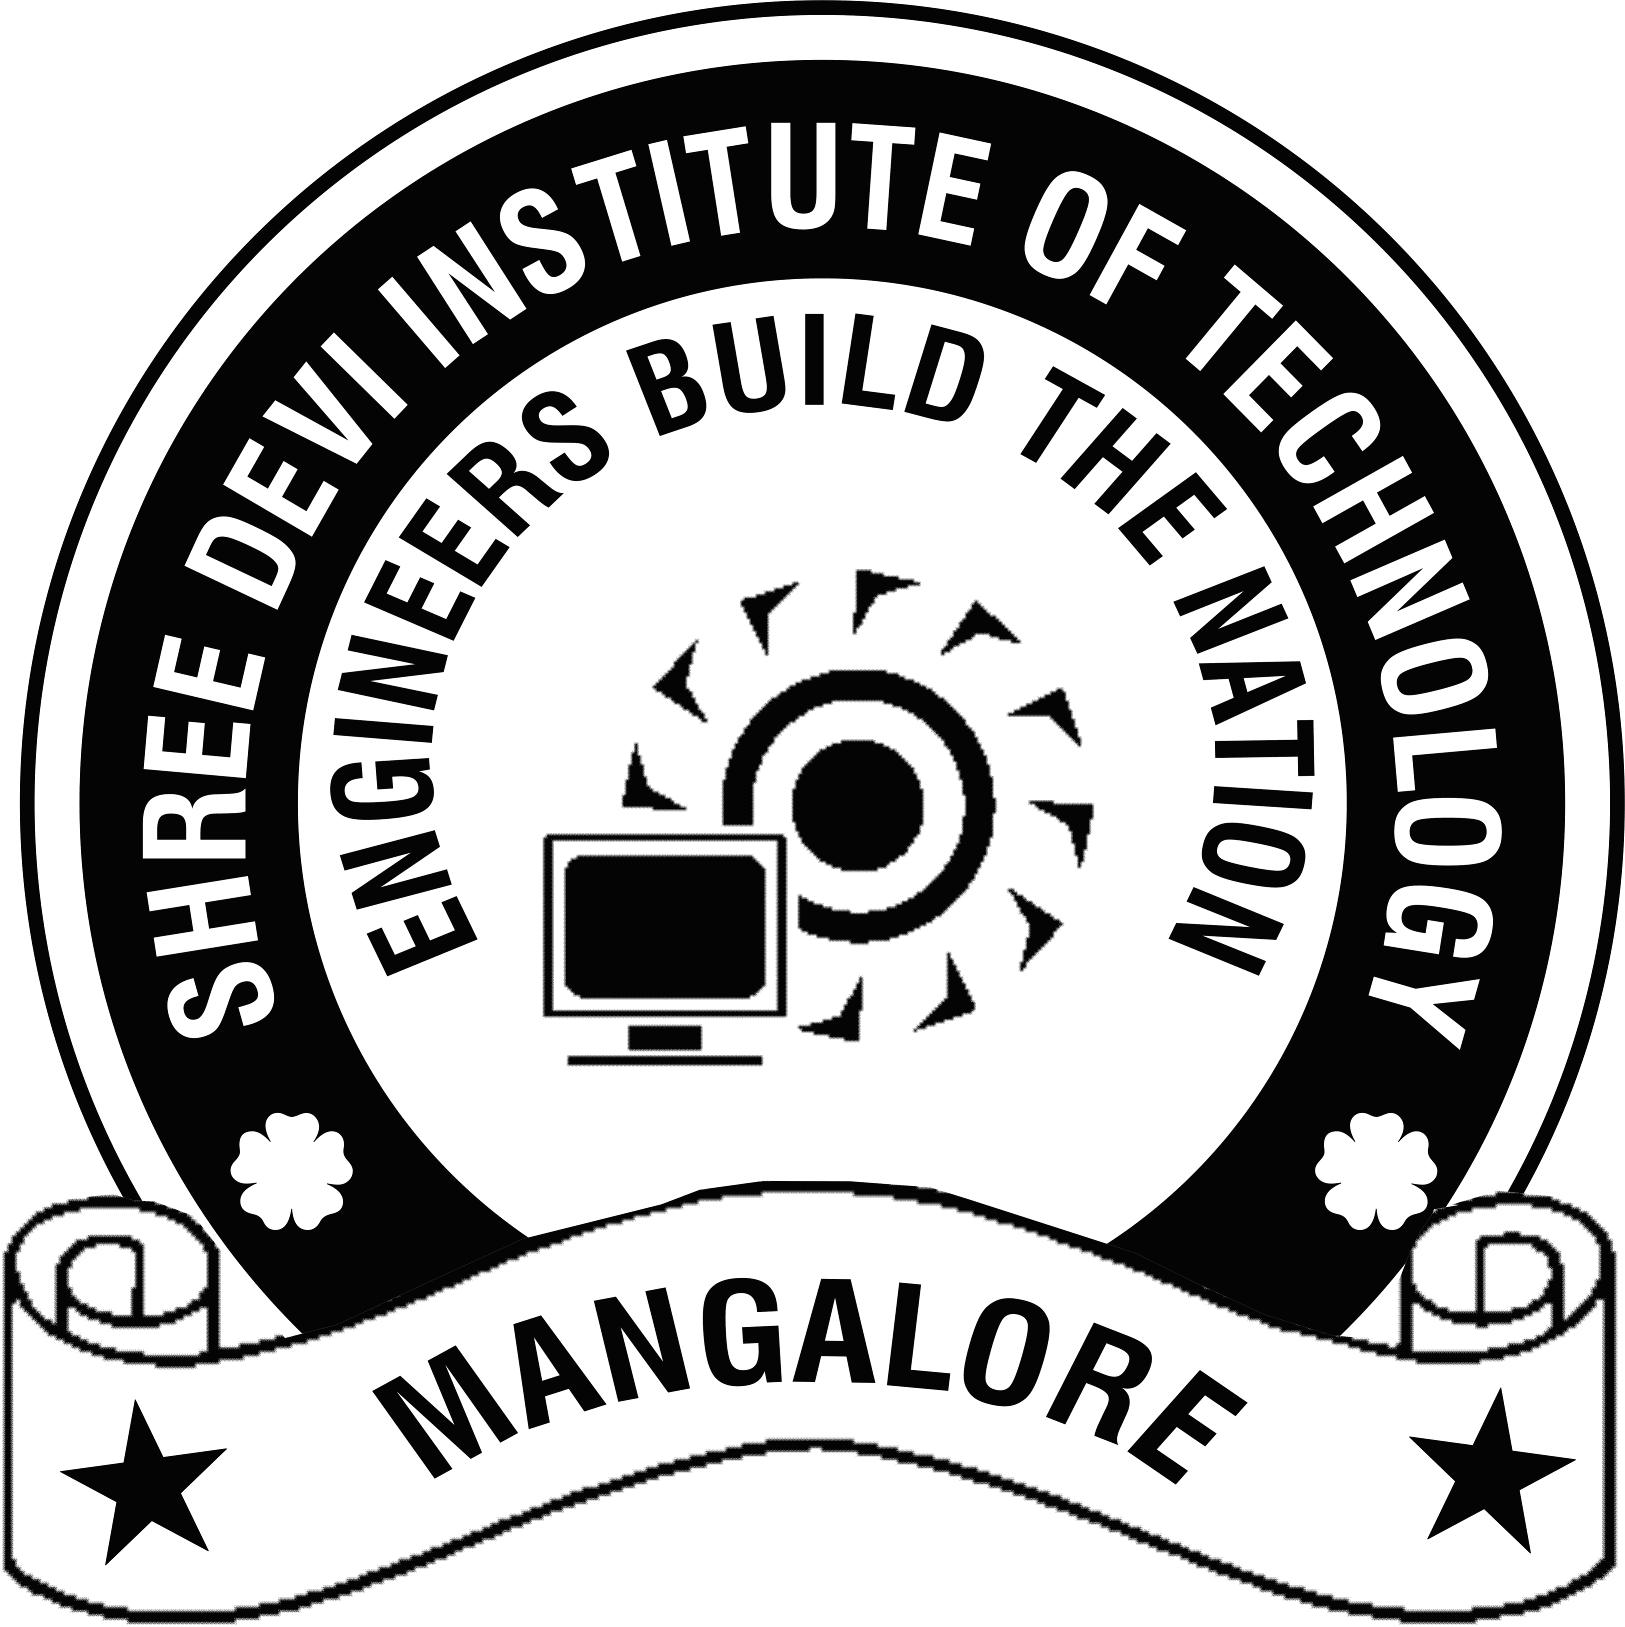 SHREE DEVI INSTITUTE OF TECHNOLOGY
ENGINEERS BUILD THE NATION
MANGALORE